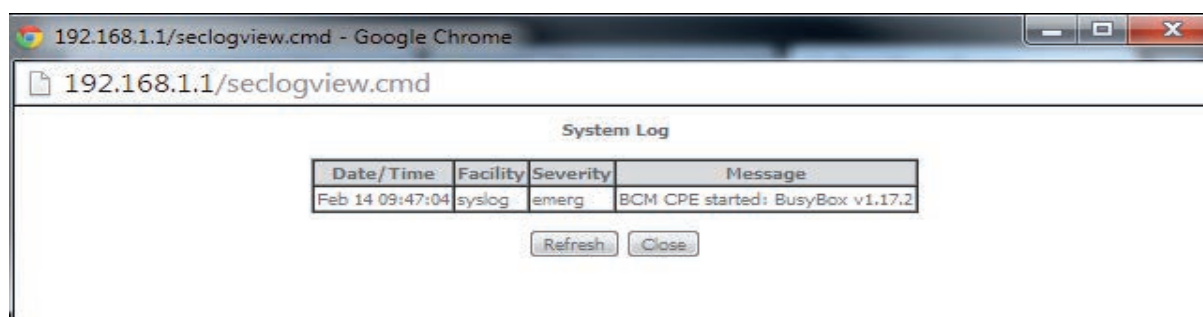 192.168.1.1/seclogview.cmd - Google Chrome
192.168.1.1/seclogview.cmd
System Log
Date/Time Facility Severity Message
Feb 14 09:47:04 syslog emerg BCM CPE started: BusyBox v1.17.2
Refresh Close